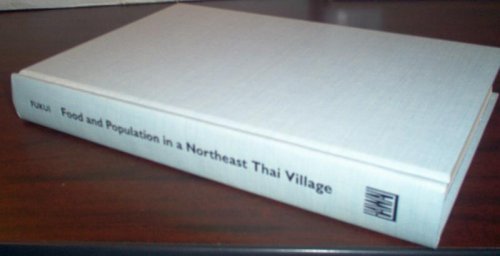 FUKUI Food and Population in a Northeast Thai Village